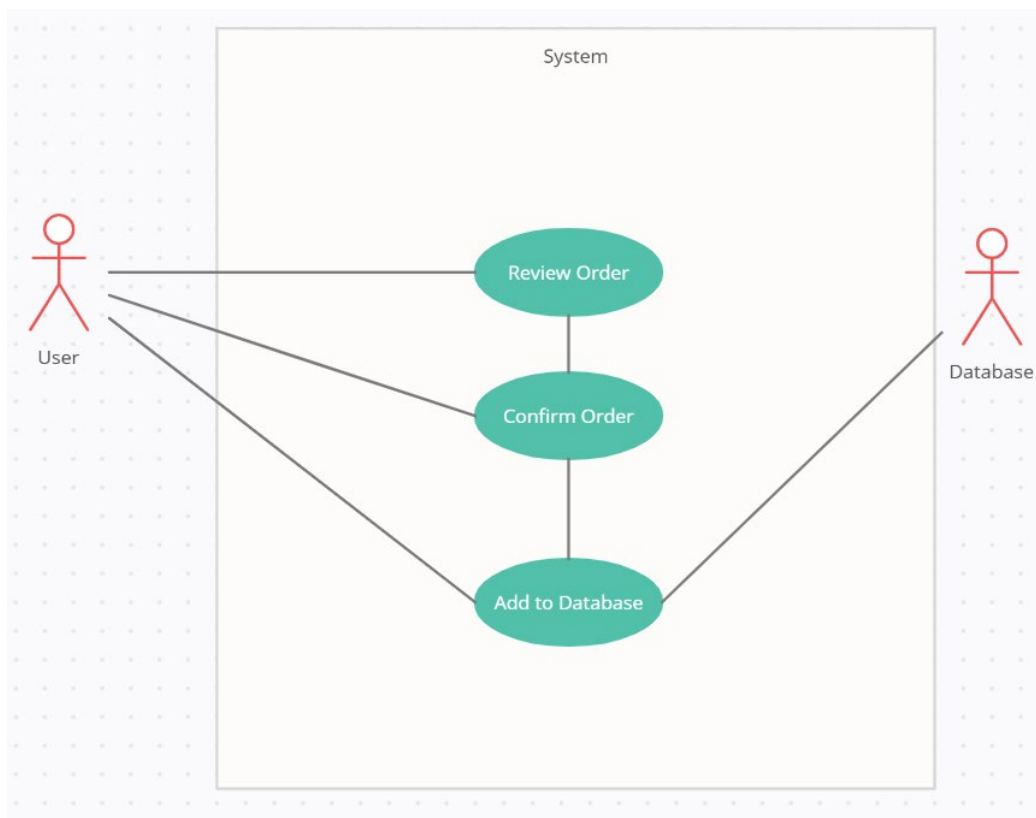 System
Review Order
User
Database
Confirm Order
Add to Database